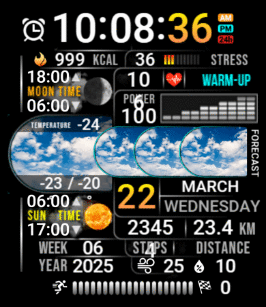 10:08:36 AM PM 24h
999 KCAL 36 STRESS
18:00 10 WARM-UP
MOON TIME
06:00 POWER 6
100
TEMPERATURE -24
FORECAST
-23 / -20
06:00 22 MARCH
SUN TIME WEDNESDAY
17:00 2345 23.4 KM
WEEK 06 STEPS 4 DISTANCE
YEAR 2025 25 10
0